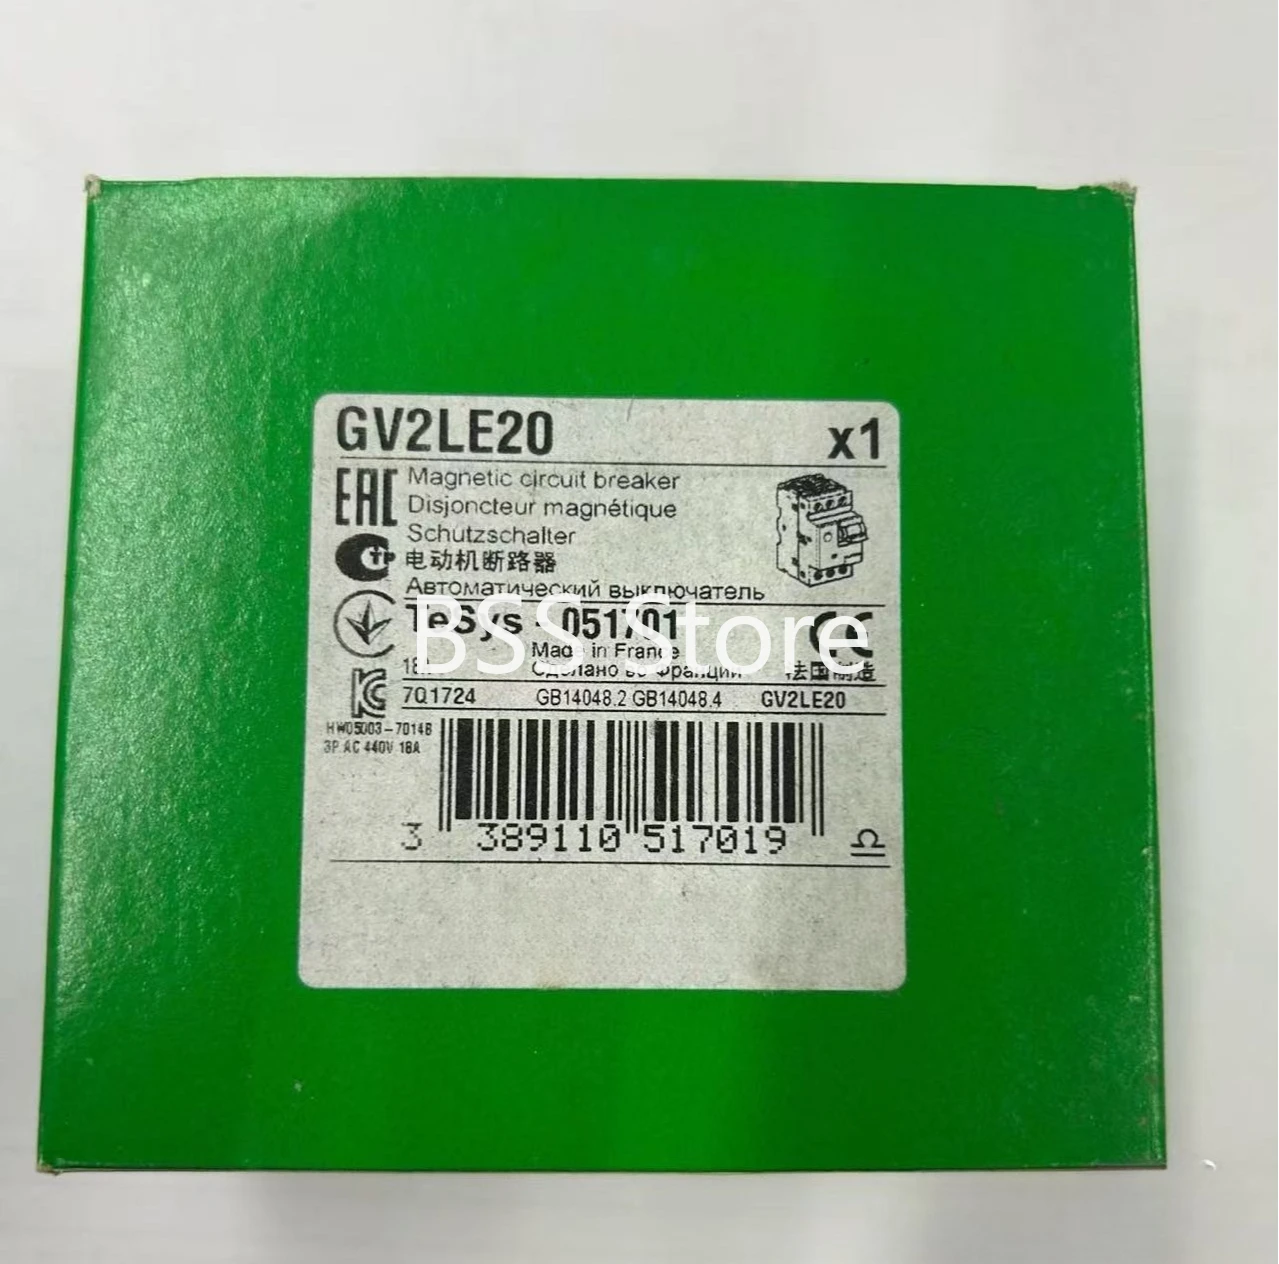 GV2LE20 x1
EAC Magnetic circuit breaker
Disjoncteur magnétique
Schützschalter
电动机断路器
Автоматический выключатель
TeSys - 051701 CE
BSS Store
Made in France
Сделано во Франции 法国制造
7Q1724 GB14048.2 GB14048.4 GV2LE20
HW05003-7014B
3P AC 440V 18A
3 389110 517019